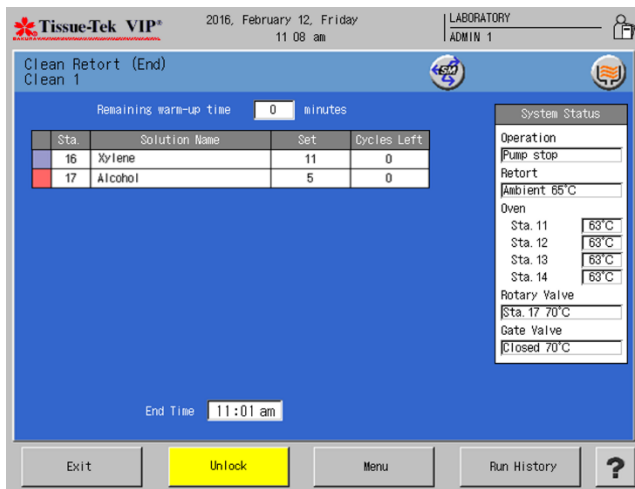 Tissue-Tek VIP®
SAKURA
2016, February 12, Friday
11 08 am
LABORATORY
ADMIN 1
Clean Retort (End)
Clean 1
SM
Remaining warm-up time 0 minutes
Sta. Solution Name Set Cycles Left
16 Xylene 11 0
17 Alcohol 5 0
System Status
Operation
Pump stop
Retort
Ambient 65°C
Oven
Sta. 11 63°C
Sta. 12 63°C
Sta. 13 63°C
Sta. 14 63°C
Rotary Valve
Sta. 17 70°C
Gate Valve
Closed 70°C
End Time 11:01 am
Exit Unlock Menu Run History ?